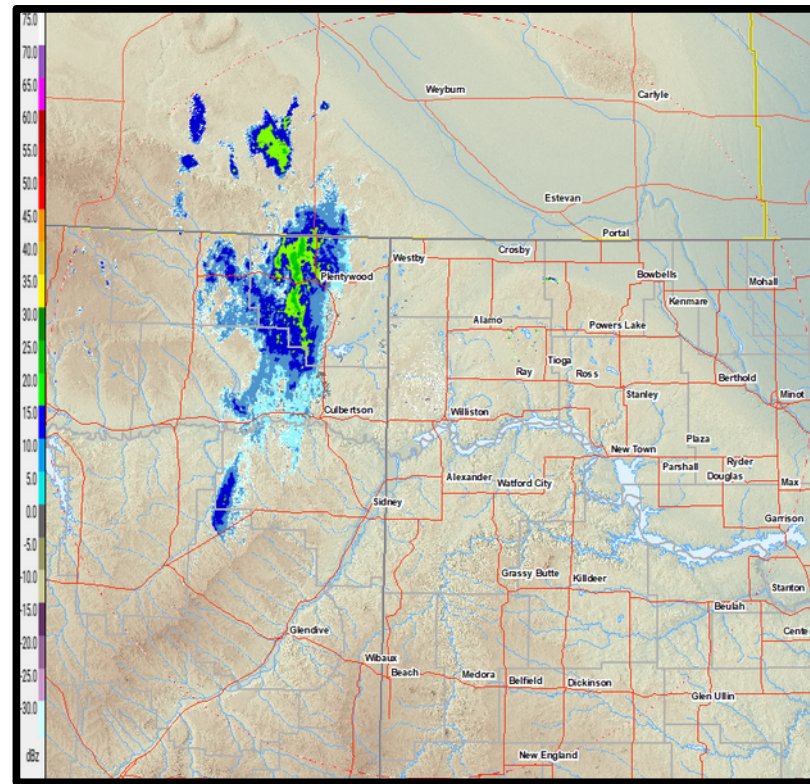 75.0
70.0
65.0
60.0
55.0
50.0
45.0
40.0
35.0
30.0
25.0
20.0
15.0
10.0
5.0
0.0
-5.0
-10.0
-15.0
-20.0
-25.0
-30.0
dBz
Weyburn
Carlyle
Estevan
Portal
Crosby
Westby
Plentywood
Bowbells
Mohall
Kenmare
Alamo
Powers Lake
Tioga
Ray
Ross
Berthold
Stanley
Minot
Culbertson
Williston
New Town
Plaza
Parshall
Ryder
Douglas
Max
Alexander
Watford City
Sidney
Garrison
Grassy Butte
Killdeer
Stanton
Beulah
Glendive
Cente
Wibaux
Beach
Medora
Belfield
Dickinson
Glen Ullin
New England